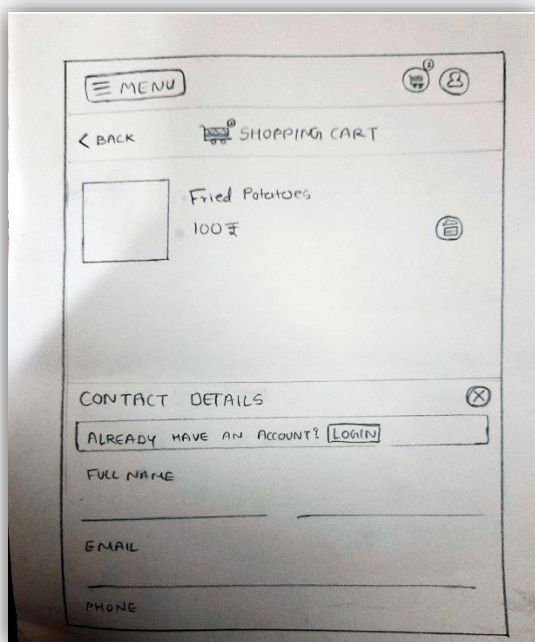 MENU
< BACK SHOPPING CART
Fried Potatoes
100 ₹
CONTACT DETAILS
ALREADY HAVE AN ACCOUNT? LOGIN
FULL NAME
EMAIL
PHONE